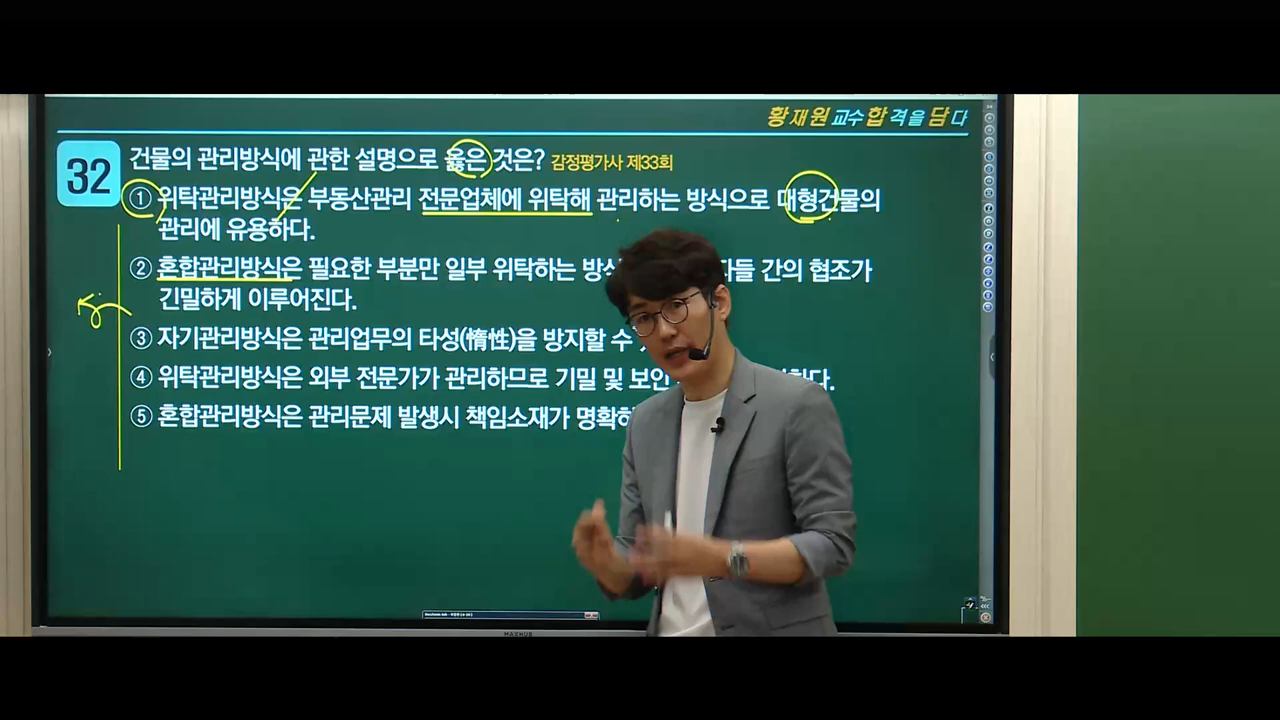 황재원 교수 합격을 담다
32
건물의 관리방식에 관한 설명으로 옳은 것은? 감정평가사 제33회
① 위탁관리방식은 부동산관리 전문업체에 위탁해 관리하는 방식으로 대형건물의
관리에 유용하다.
② 혼합관리방식은 필요한 부분만 일부 위탁하는 방식 간의 협조가
긴밀하게 이루어진다.
③ 자기관리방식은 관리업무의 타성(惰性)을 방지할 수
④ 위탁관리방식은 외부 전문가가 관리하므로 기밀 및 보안
⑤ 혼합관리방식은 관리문제 발생시 책임소재가
MAXHUB